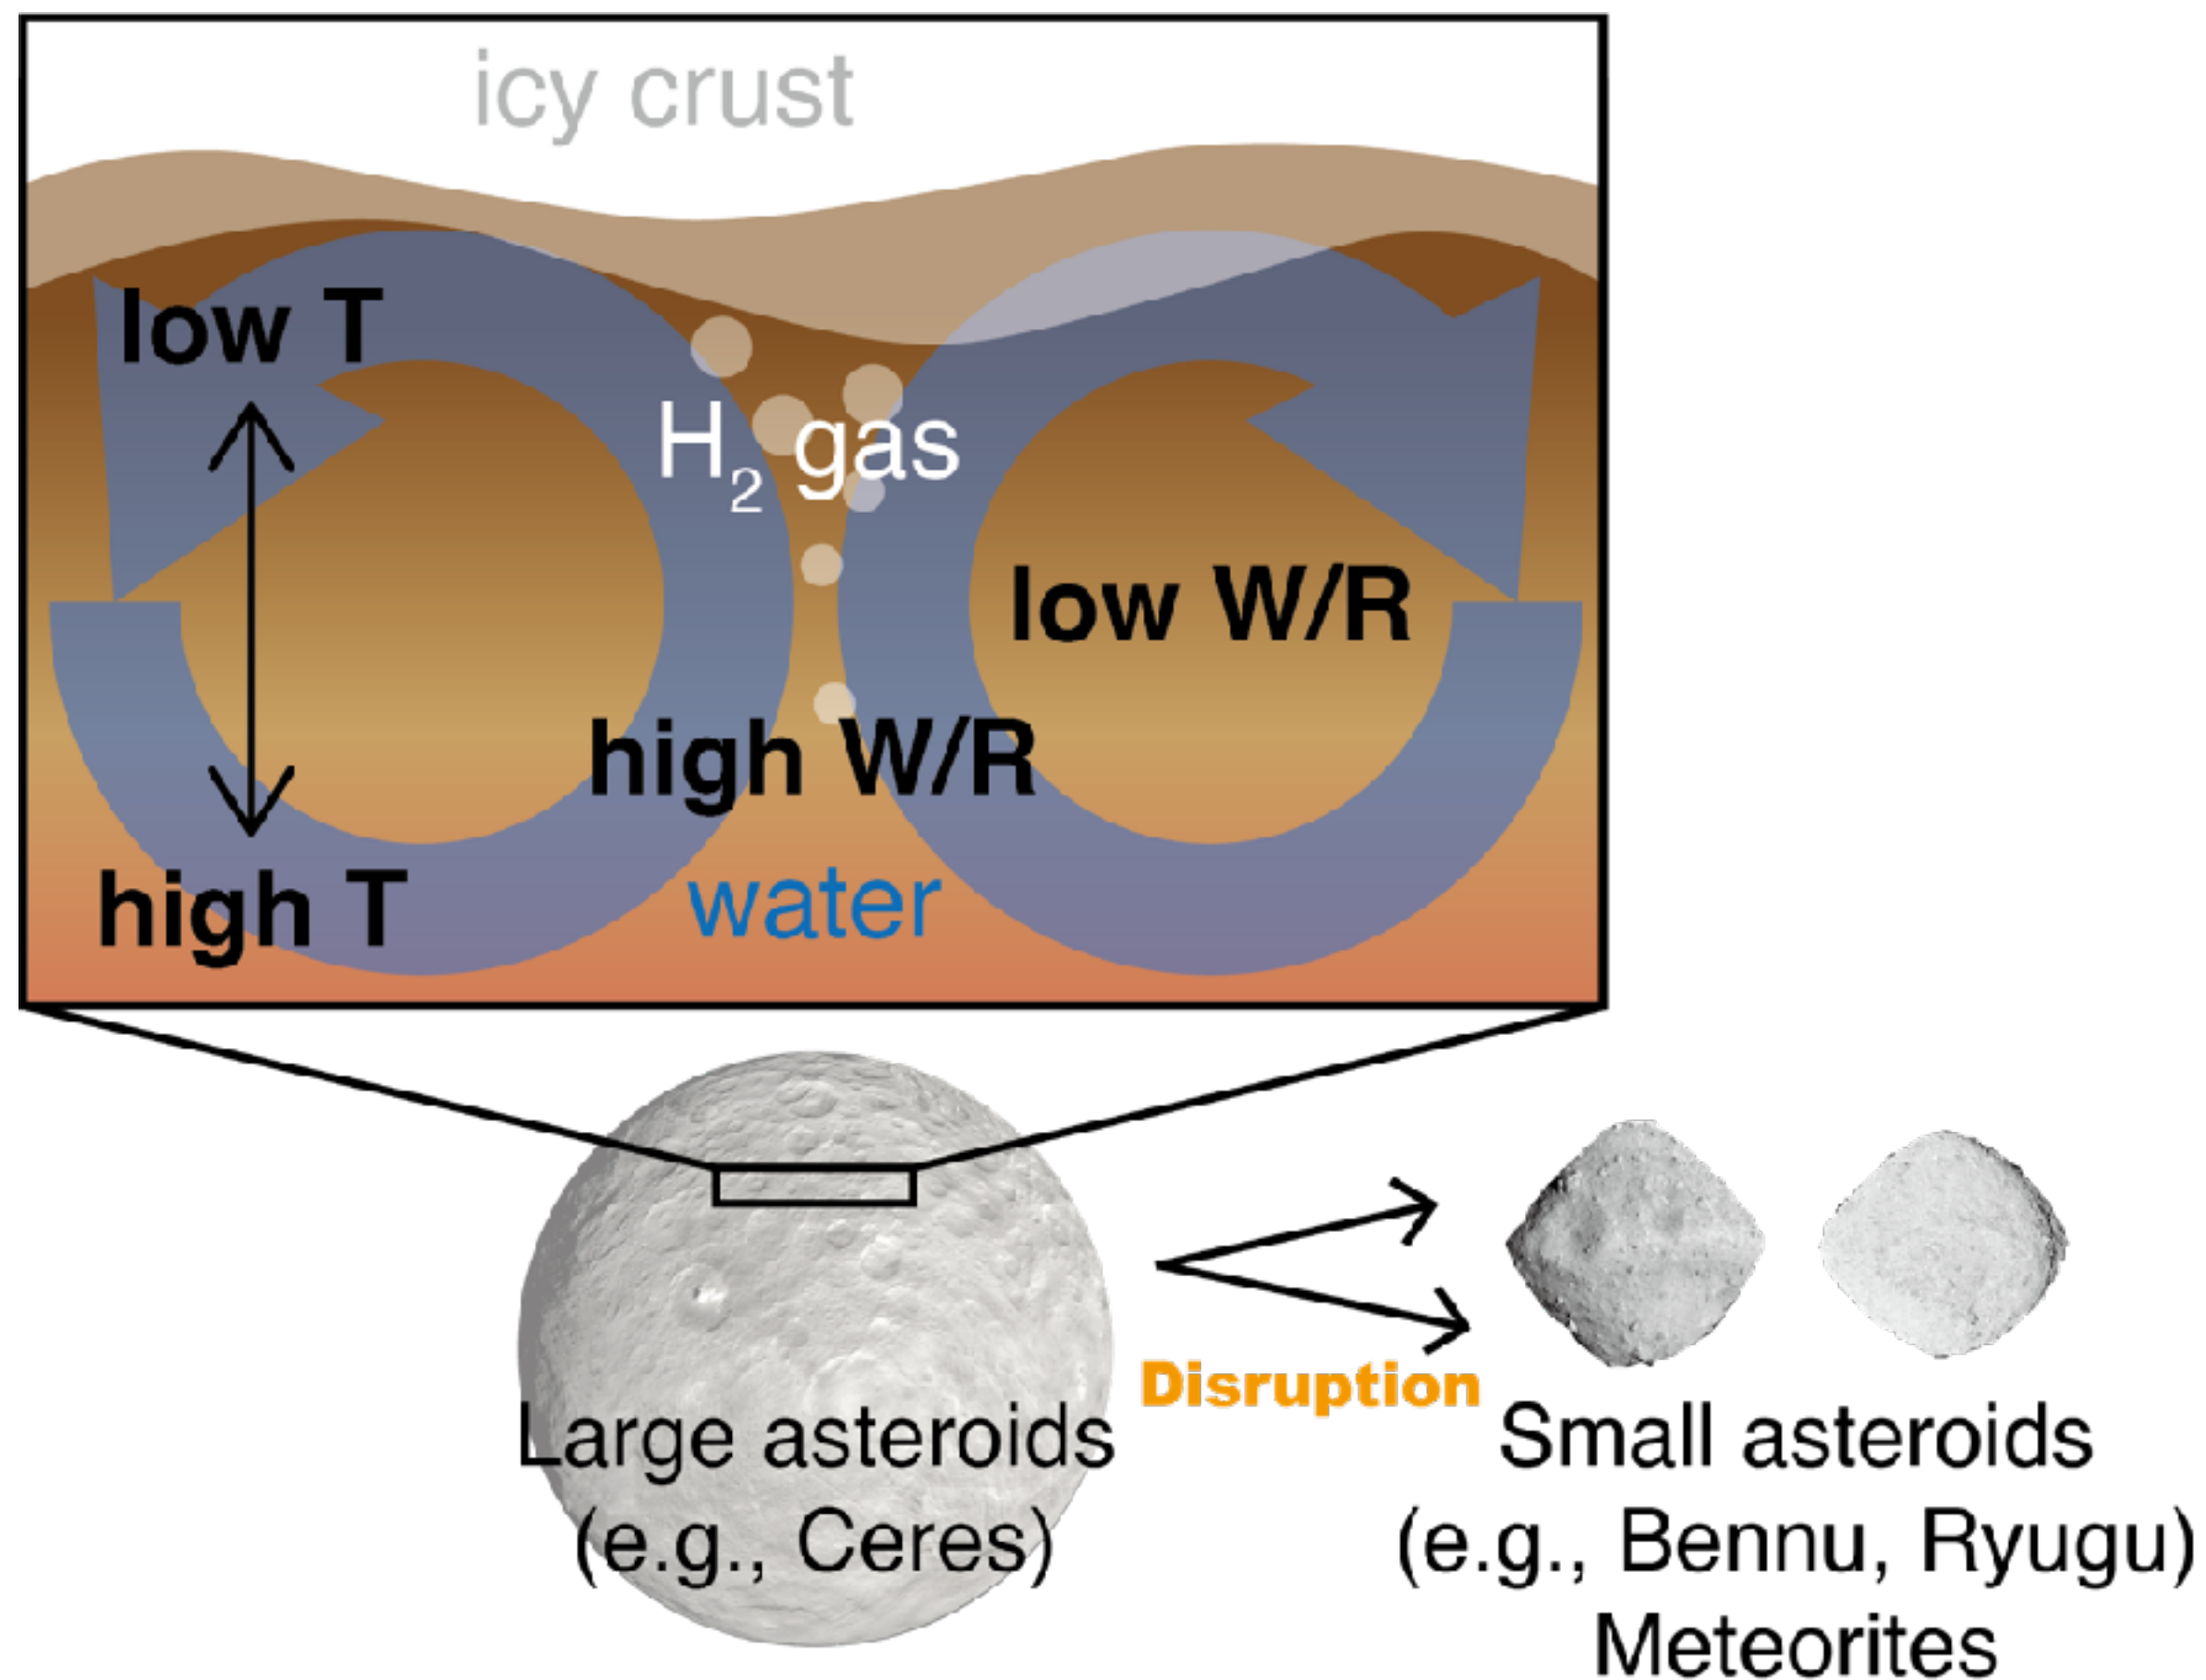 icy crust
low T
H₂ gas
low W/R
high W/R
high T
water
Disruption
Large asteroids
(e.g., Ceres)
Small asteroids
(e.g., Bennu, Ryugu)
Meteorites